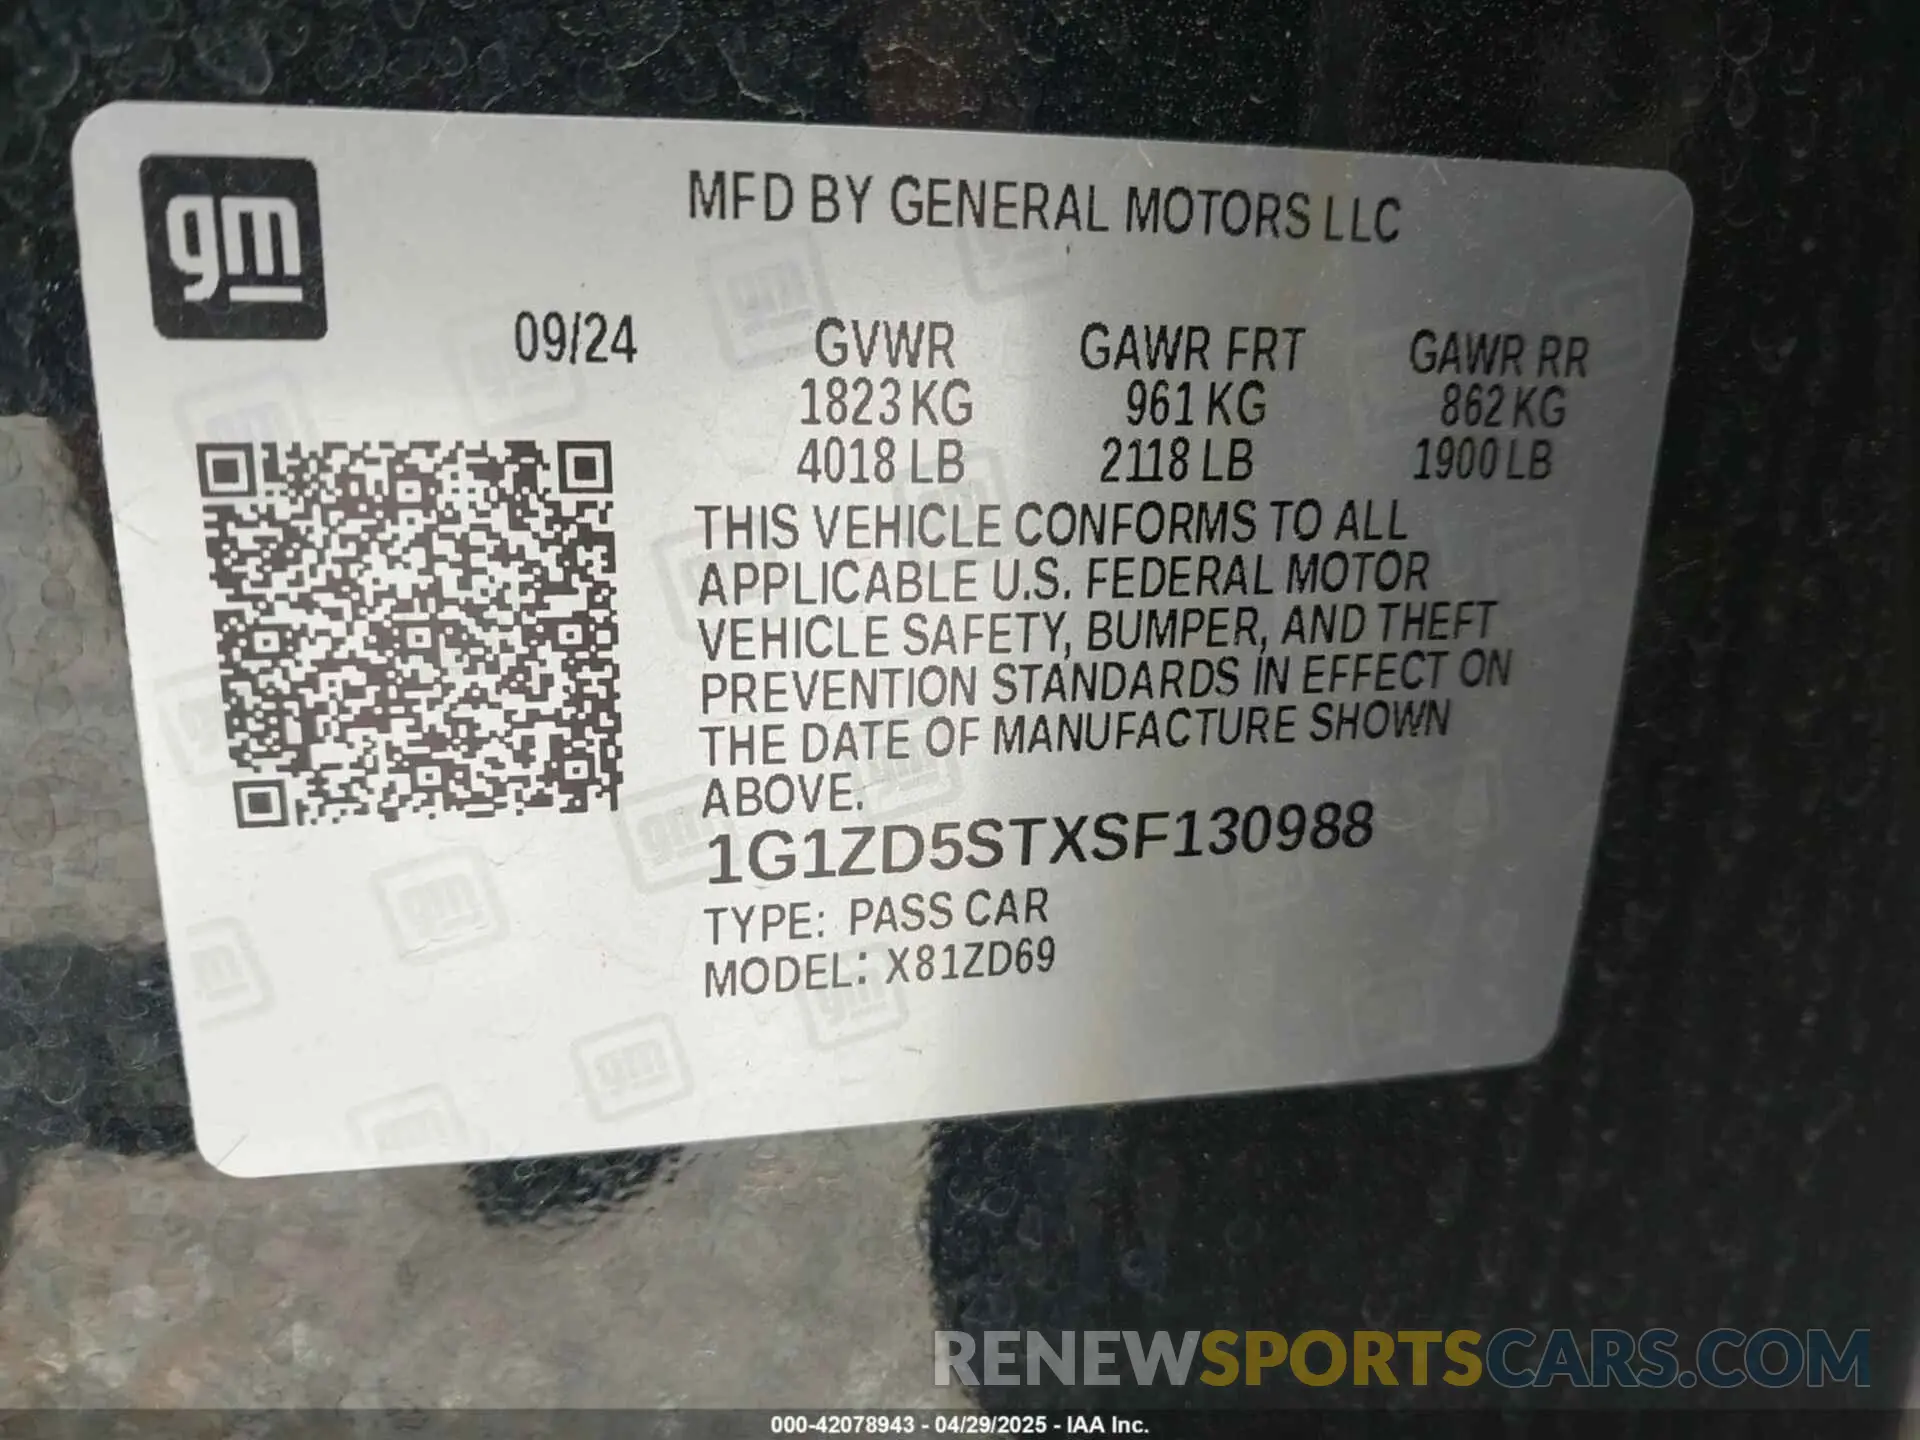 gm
MFD BY GENERAL MOTORS LLC
09/24
GVWR GAWR FRT GAWR RR
1823 KG 961 KG 862 KG
4018 LB 2118 LB 1900 LB
THIS VEHICLE CONFORMS TO ALL
APPLICABLE U.S. FEDERAL MOTOR
VEHICLE SAFETY, BUMPER, AND THEFT
PREVENTION STANDARDS IN EFFECT ON
THE DATE OF MANUFACTURE SHOWN
ABOVE.
1G1ZD5STXSF130988
TYPE: PASS CAR
MODEL: X81ZD69
RENEWSPORTSCARS.COM
000-42078943 - 04/29/2025 - IAA Inc.